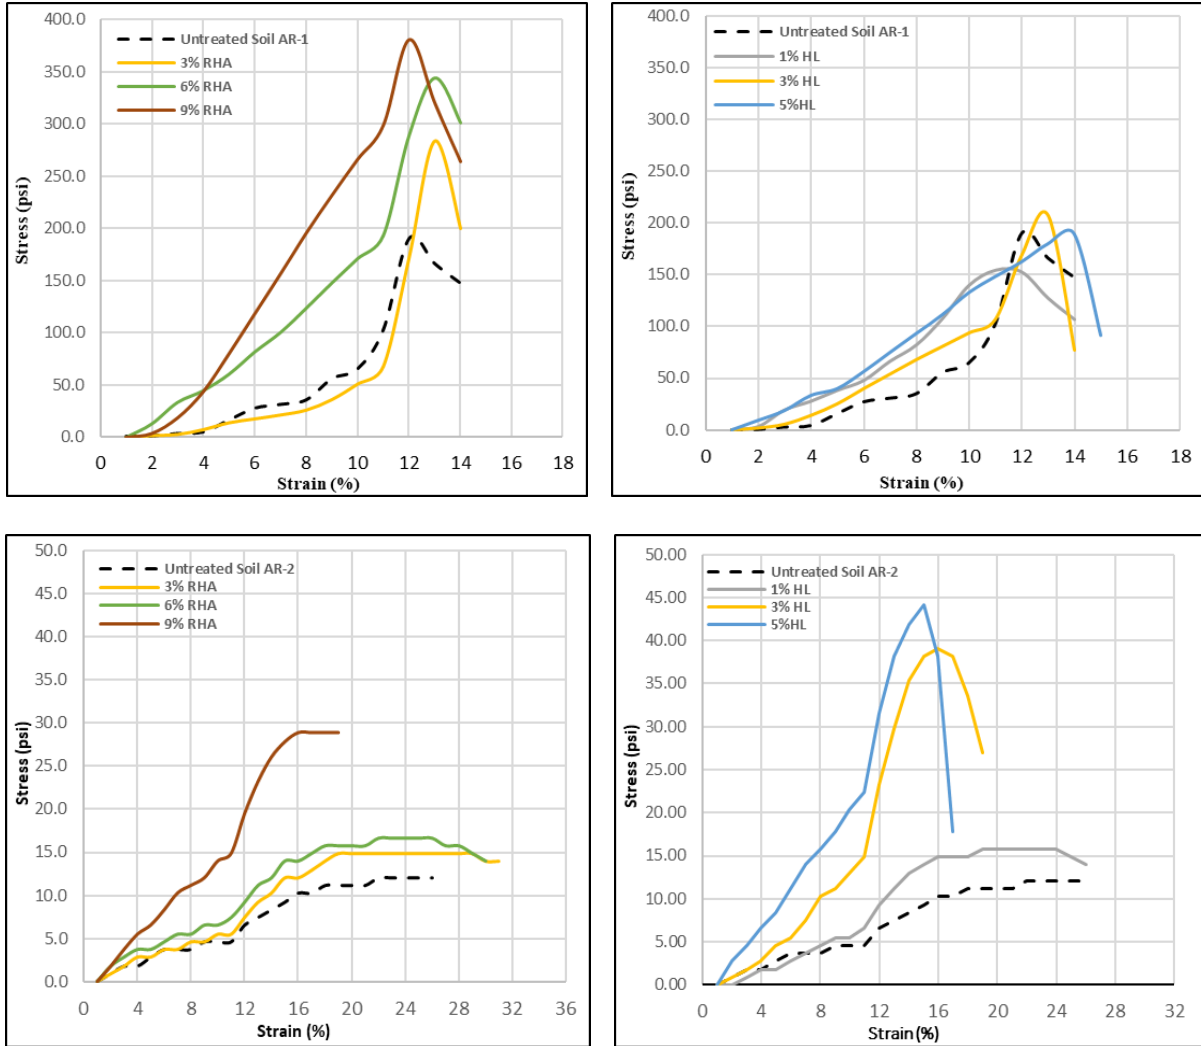 400.0
350.0
300.0
250.0
200.0
150.0
100.0
50.0
0.0
Stress (psi)
Untreated Soil AR-1
3% RHA
6% RHA
9% RHA
0 2 4 6 8 10 12 14 16 18
Strain (%)
400.0
350.0
300.0
250.0
200.0
150.0
100.0
50.0
0.0
Stress (psi)
Untreated Soil AR-1
1% HL
3% HL
5%HL
0 2 4 6 8 10 12 14 16 18
Strain (%)
50.0
45.0
40.0
35.0
30.0
25.0
20.0
15.0
10.0
5.0
0.0
Stress (psi)
Untreated Soil AR-2
3% RHA
6% RHA
9% RHA
0 4 8 12 16 20 24 28 32 36
Strain (%)
50.00
45.00
40.00
35.00
30.00
25.00
20.00
15.00
10.00
5.00
0.00
Stress (psi)
Untreated Soil AR-2
1% HL
3% HL
5%HL
0 4 8 12 16 20 24 28 32
Strain (%)